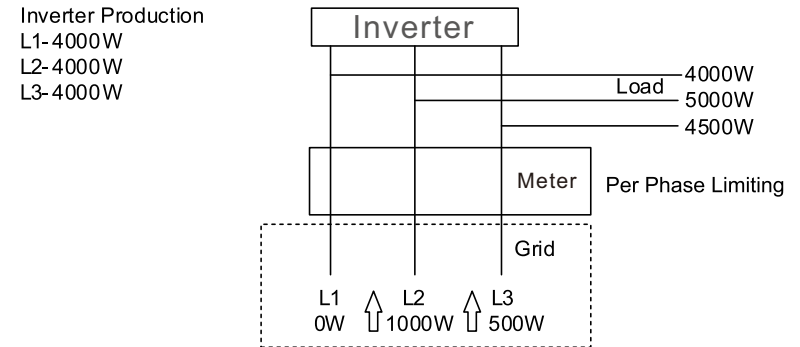 Inverter Production
L1-4000W
L2-4000W
L3-4000W
Inverter
4000W
Load
5000W
4500W
Meter
Per Phase Limiting
Grid
L1 L2 L3
0W 1000W 500W